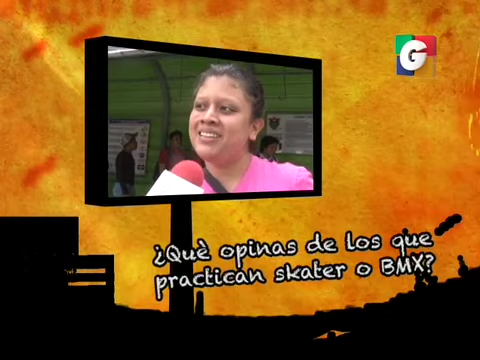 G
¿Què opinas de los que
practican skater o BMX?